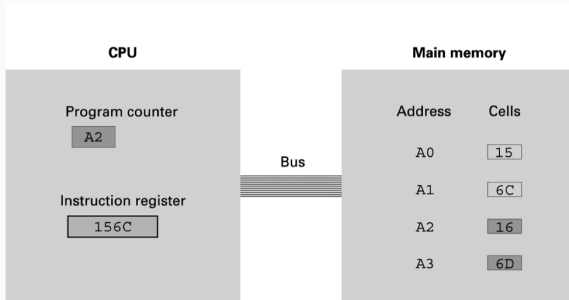 CPU
Program counter
A2
Instruction register
156C
Bus
Main memory
Address Cells
A0 15
A1 6C
A2 16
A3 6D